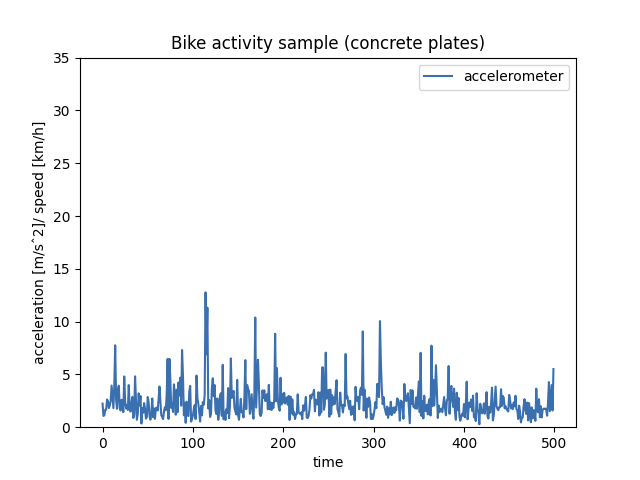 Bike activity sample (concrete plates)
accelerometer
35
30
25
20
15
10
5
0
acceleration [m/sˆ2]/ speed [km/h]
0 100 200 300 400 500
time